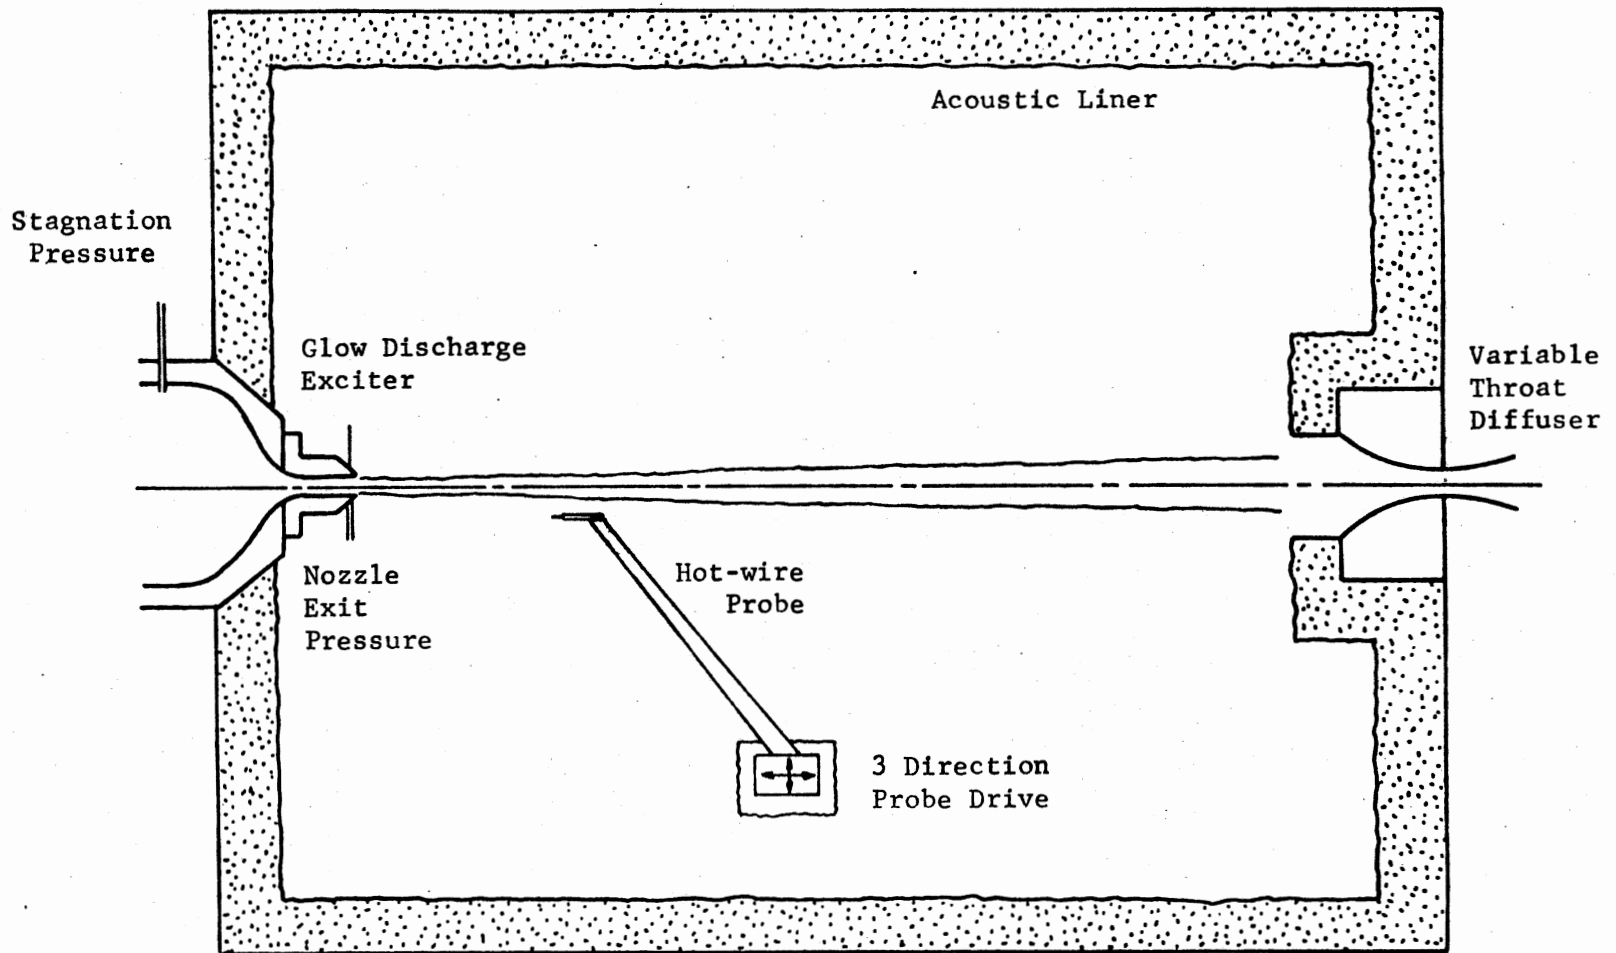 Acoustic Liner
Stagnation
Pressure
Glow Discharge
Exciter
Variable
Throat
Diffuser
Nozzle
Exit
Pressure
Hot-wire
Probe
3 Direction
Probe Drive